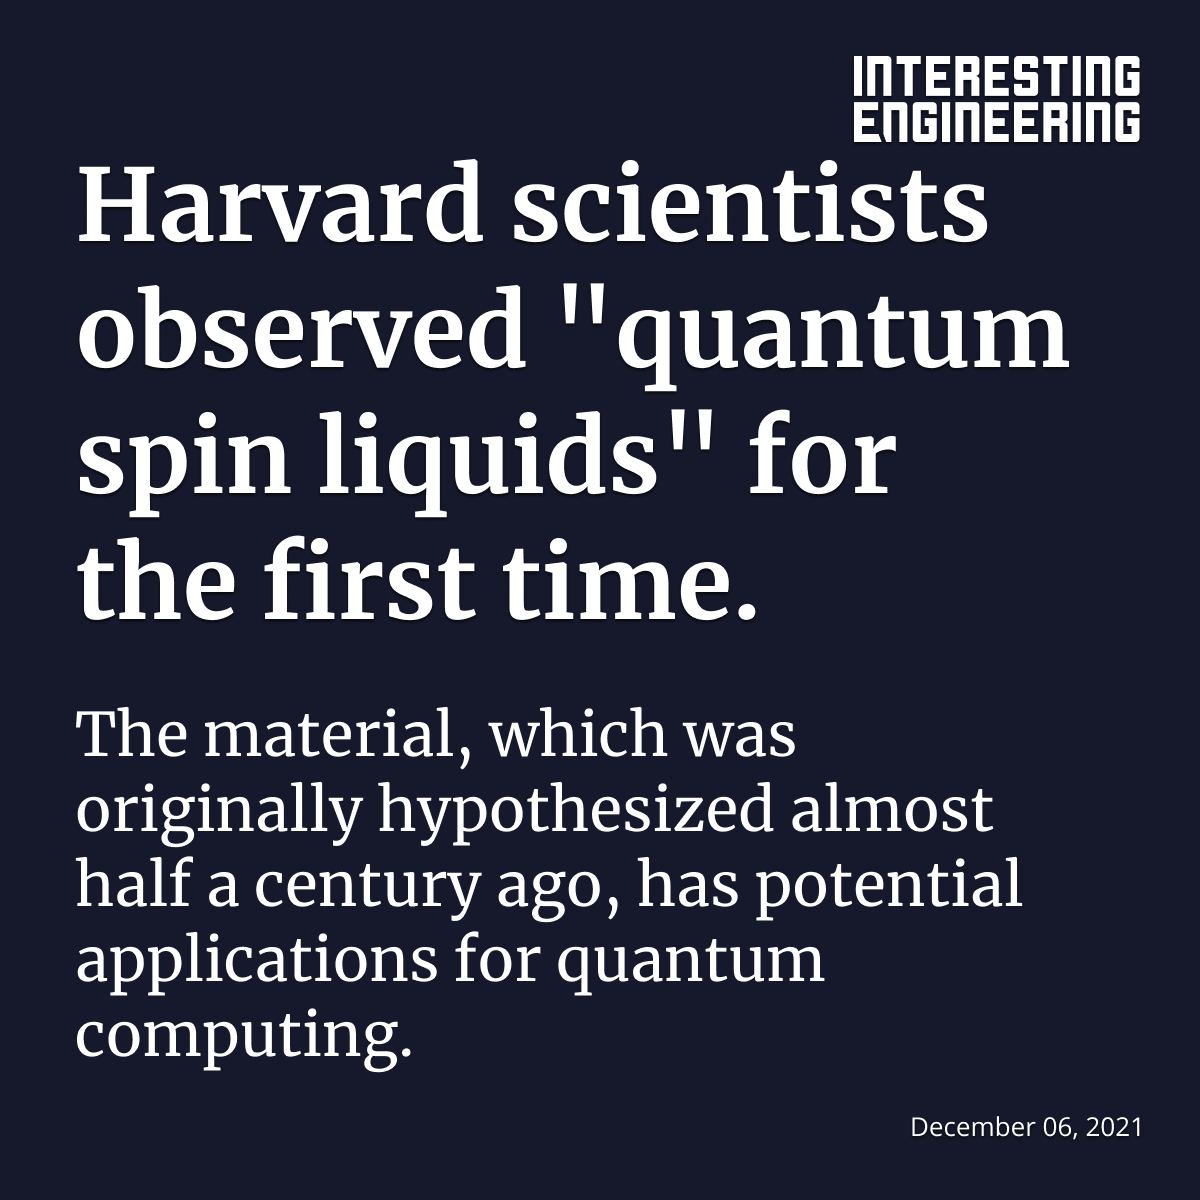 INTERESTING
ENGINEERING
Harvard scientists
observed "quantum
spin liquids" for
the first time.
The material, which was
originally hypothesized almost
half a century ago, has potential
applications for quantum
computing.
December 06, 2021